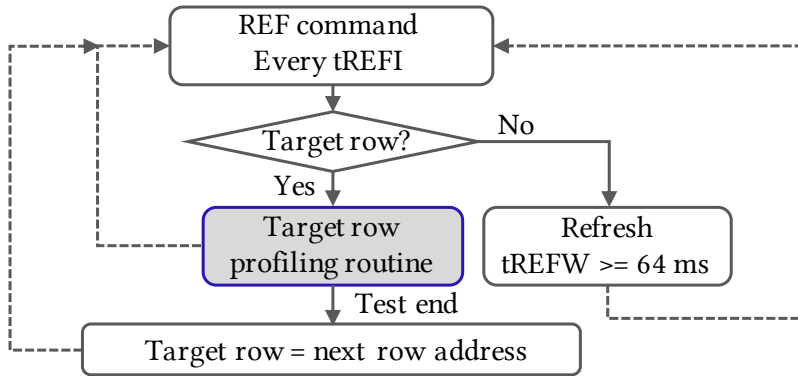 REF command
Every tREFI
Target row?
No
Yes
Target row
profiling routine
Refresh
tREFW >= 64 ms
Test end
Target row = next row address